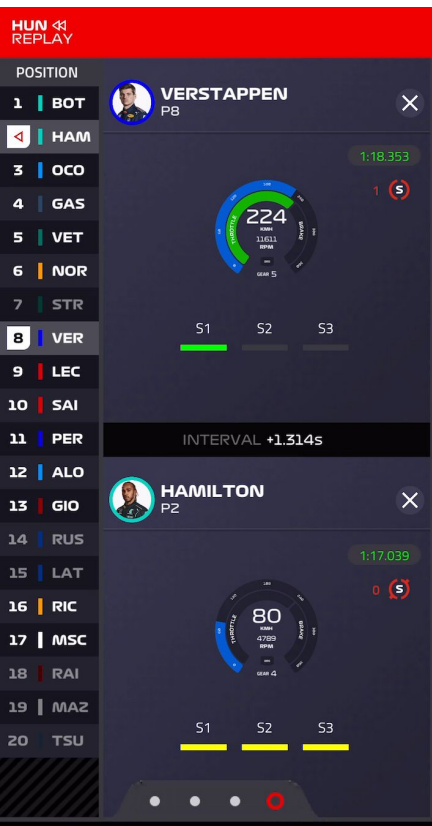 HUN
REPLAY
POSITION
1 BOT
HAM
3 OCO
4 GAS
5 VET
6 NOR
7 STR
8 VER
9 LEC
10 SAI
11 PER
12 ALO
13 GIO
14 RUS
15 LAT
16 RIC
17 MSC
18 RAI
19 MAZ
20 TSU
VERSTAPPEN
P8
1:18.353
1 S
THROTTLE
BRAKE
224
KMH
11611
RPM
GEAR 5
S1 S2 S3
INTERVAL +1.314s
HAMILTON
P2
1:17.039
0 S
THROTTLE
BRAKE
80
KMH
4789
RPM
GEAR 4
S1 S2 S3